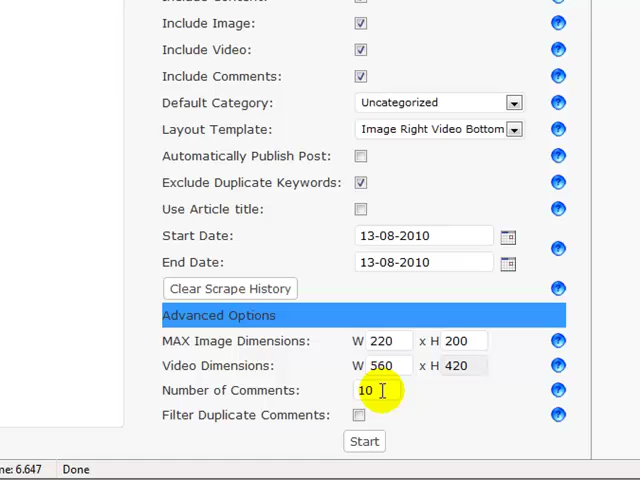 Include Content:
Include Image:
Include Video:
Include Comments:
Default Category: Uncategorized
Layout Template: Image Right Video Bottom
Automatically Publish Post:
Exclude Duplicate Keywords:
Use Article title:
Start Date: 13-08-2010
End Date: 13-08-2010
Clear Scrape History
Advanced Options
MAX Image Dimensions: W 220 x H 200
Video Dimensions: W 560 x H 420
Number of Comments: 10
Filter Duplicate Comments:
Start
me: 6.647 Done